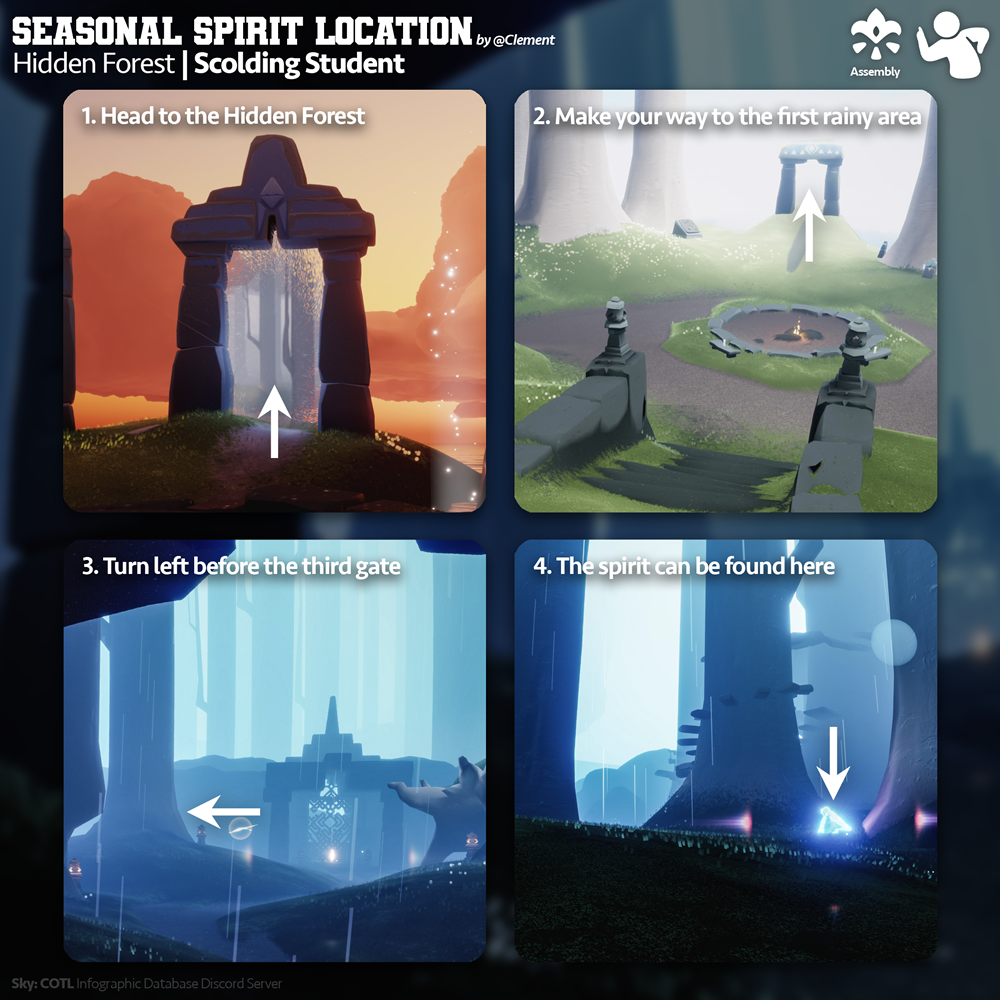 SEASONAL SPIRIT LOCATION by @Clement
Hidden Forest | Scolding Student
Assembly
1. Head to the Hidden Forest
2. Make your way to the first rainy area
3. Turn left before the third gate
4. The spirit can be found here
Sky: COTL Infographic Database Discord Server